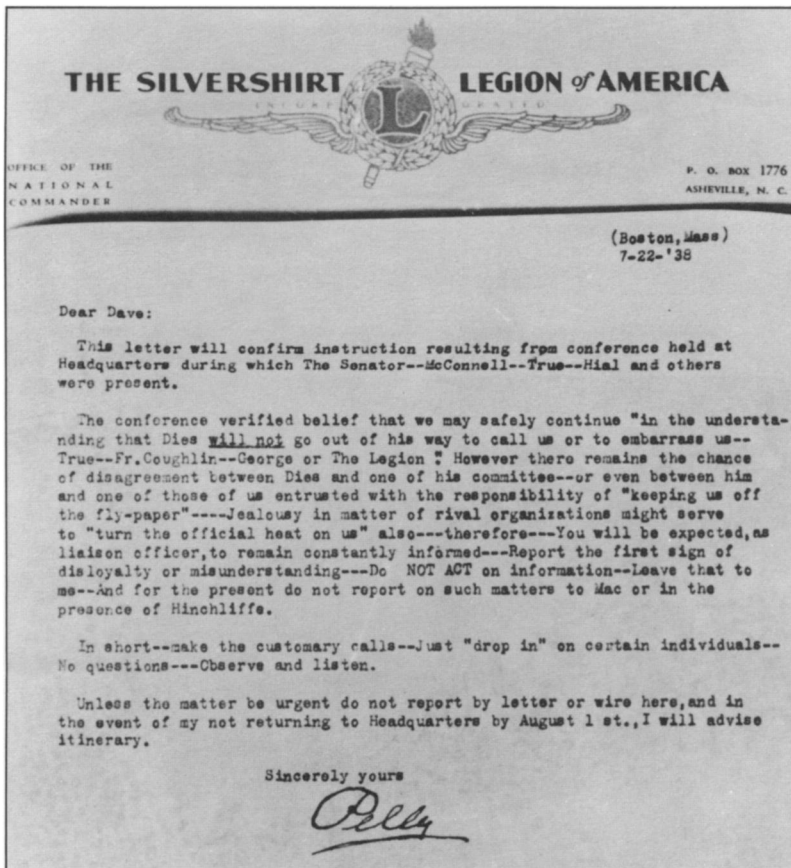 THE SILVERSHIRT L LEGION of AMERICA
INCORPORATED
OFFICE OF THE
NATIONAL
COMMANDER
P. O. BOX 1776
ASHEVILLE, N. C.
(Boston,Mass)
7-22-'38
Dear Dave:
This letter will confirm instruction resulting from conference held at
Headquarters during which The Senator--McConnell--True--Hial and others
were present.
The conference verified belief that we may safely continue "in the understa-
nding that Dies will not go out of his way to call us or to embarrass us--
True--Fr.Coughlin--George or The Legion". However there remains the chance
of disagreement between Dies and one of his committee--or even between him
and one of those of us entrusted with the responsibility of "keeping us off
the fly-paper"----Jealousy in matter of rival organizations might serve
to "turn the official heat on us" also---therefore---You will be expected,as
liaison officer,to remain constantly informed---Report the first sign of
disloyalty or misunderstanding---Do NOT ACT on information--Leave that to
me--And for the present do not report on such matters to Mac or in the
presence of Hinchliffe.
In short--make the customary calls--Just "drop in" on certain individuals--
No questions---Observe and listen.
Unless the matter be urgent do not report by letter or wire here,and in
the event of my not returning to Headquarters by August 1 st.,I will advise
itinerary.
Sincerely yours
Pelly